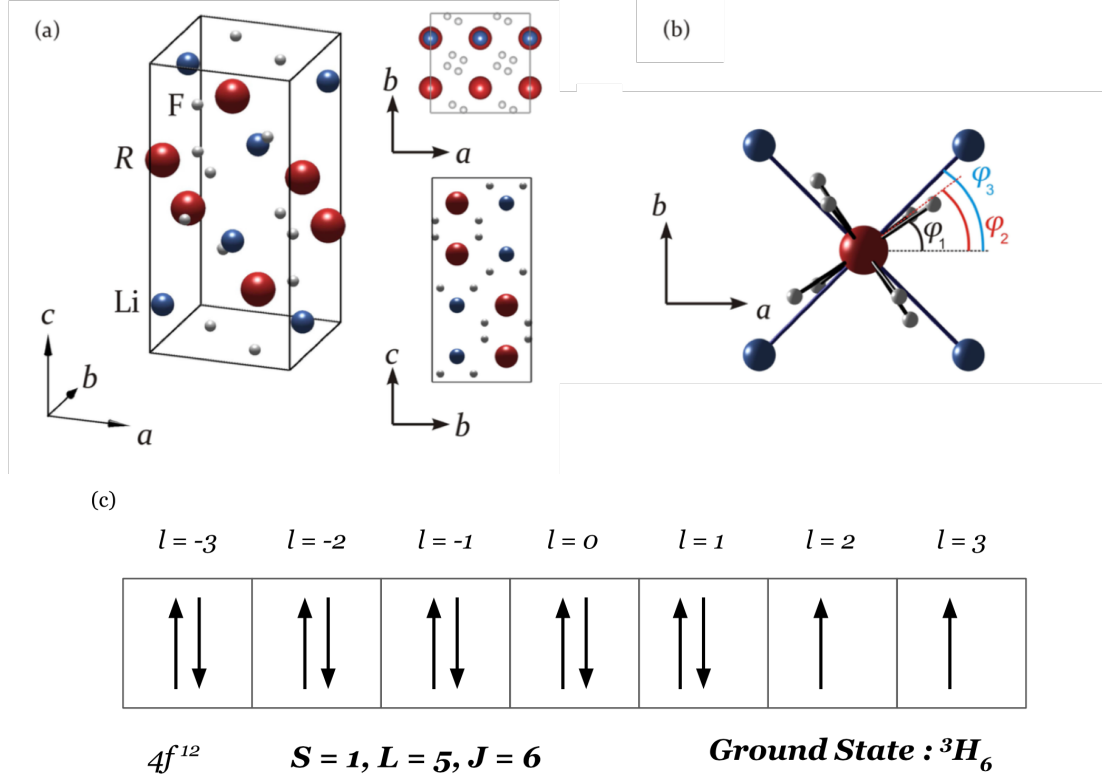 (a)
F
R
Li
c
b
a
b
a
c
b
(b)
b
a
φ₃
φ₂
φ₁
(c)
l = -3 l = -2 l = -1 l = 0 l = 1 l = 2 l = 3
4f¹² S = 1, L = 5, J = 6 Ground State : ³H₆